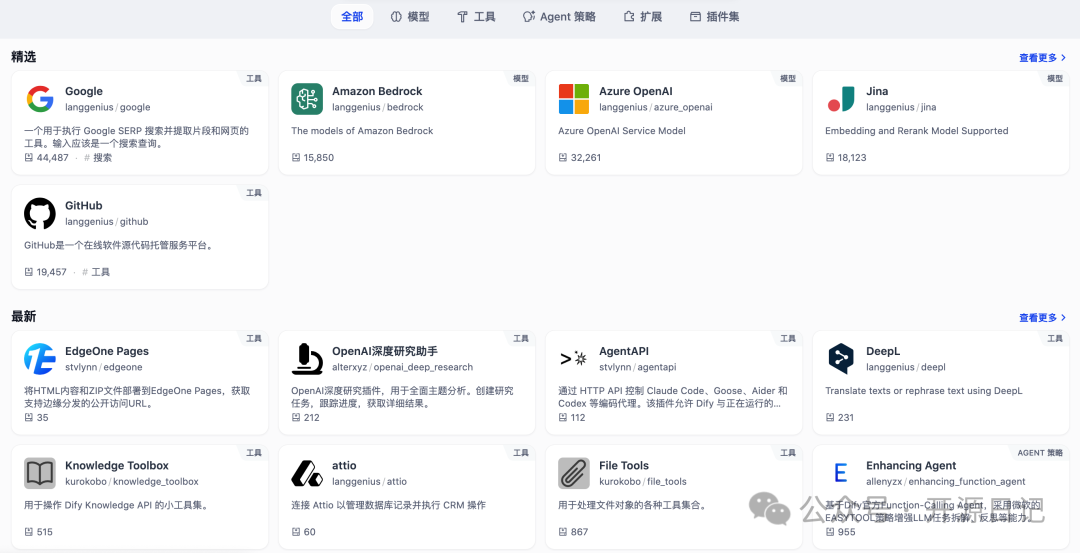 全部 模型 工具 Agent 策略 扩展 插件集
精选 查看更多 >
工具
Google
langgenius / google
一个用于执行 Google SERP 搜索并提取片段和网页的
工具。输入应该是一个搜索查询。
44,487 · # 搜索
模型
Amazon Bedrock
langgenius / bedrock
The models of Amazon Bedrock
15,850
模型
Azure OpenAI
langgenius / azure_openai
Azure OpenAI Service Model
32,261
模型
Jina
langgenius / jina
Embedding and Rerank Model Supported
18,123
工具
GitHub
langgenius / github
GitHub是一个在线软件源代码托管服务平台。
19,457 · # 工具
最新 查看更多 >
工具
EdgeOne Pages
stvlynn / edgeone
将HTML内容和ZIP文件部署到EdgeOne Pages，获取
支持边缘分发的公开访问URL。
35
工具
OpenAI深度研究助手
alterxyz / openai_deep_research
OpenAI深度研究插件，用于全面主题分析。创建研究
任务，跟踪进度，获取详细结果。
212
工具
AgentAPI
stvlynn / agentapi
通过 HTTP API 控制 Claude Code、Goose、Aider 和
Codex 等编码代理。该插件允许 Dify 与正在运行的...
112
工具
DeepL
langgenius / deepl
Translate texts or rephrase text using DeepL
231
工具
Knowledge Toolbox
kurokobo / knowledge_toolbox
用于操作 Dify Knowledge API 的小工具集。
515
工具
attio
langgenius / attio
连接 Attio 以管理数据库记录并执行 CRM 操作
60
工具
File Tools
kurokobo / file_tools
用于处理文件对象的各种工具集合。
867
AGENT 策略
Enhancing Agent
allenyzx / enhancing_function_agent
基于Dify官方Function-Calling Agent，采用微软的
EASYTOOL策略增强LLM任务拆解、反思等能力。
955
公众号 · 开源日记